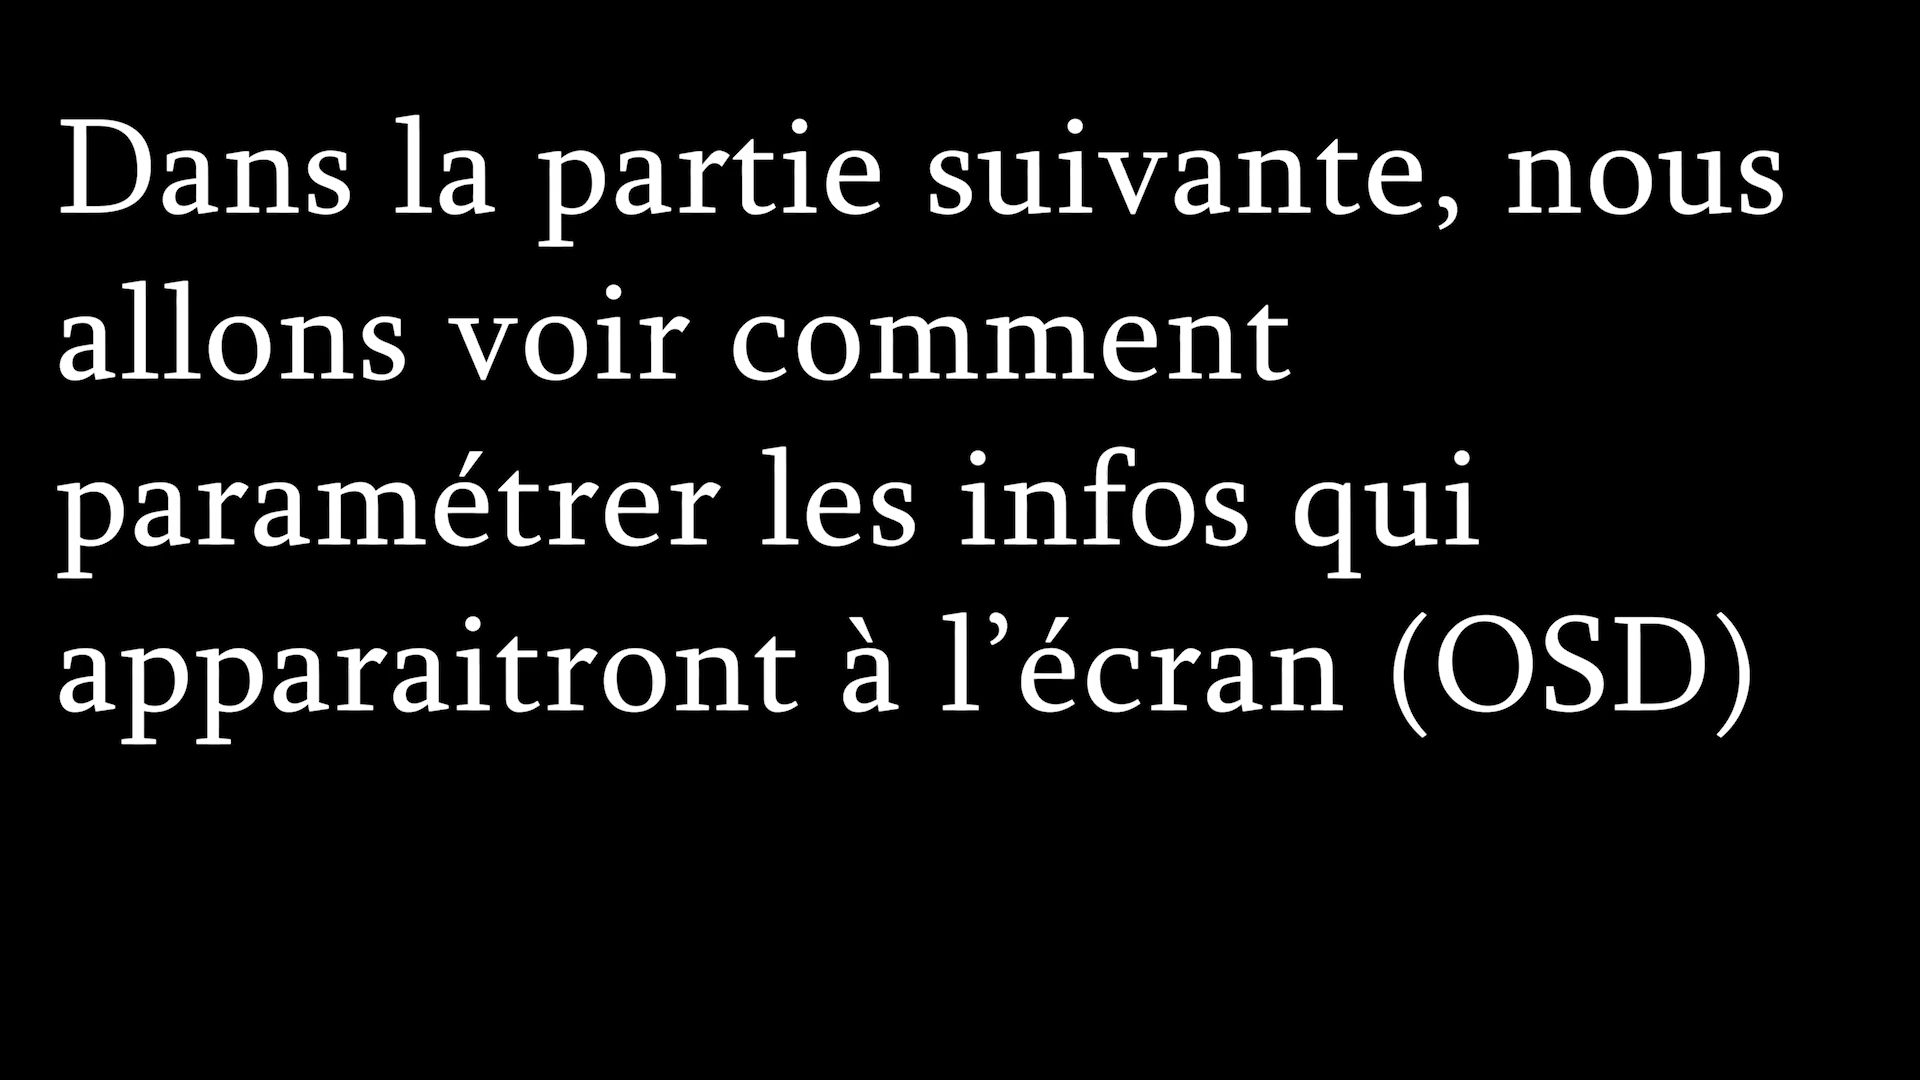 Dans la partie suivante, nous
allons voir comment
paramétrer les infos qui
apparaitront à l’écran (OSD)